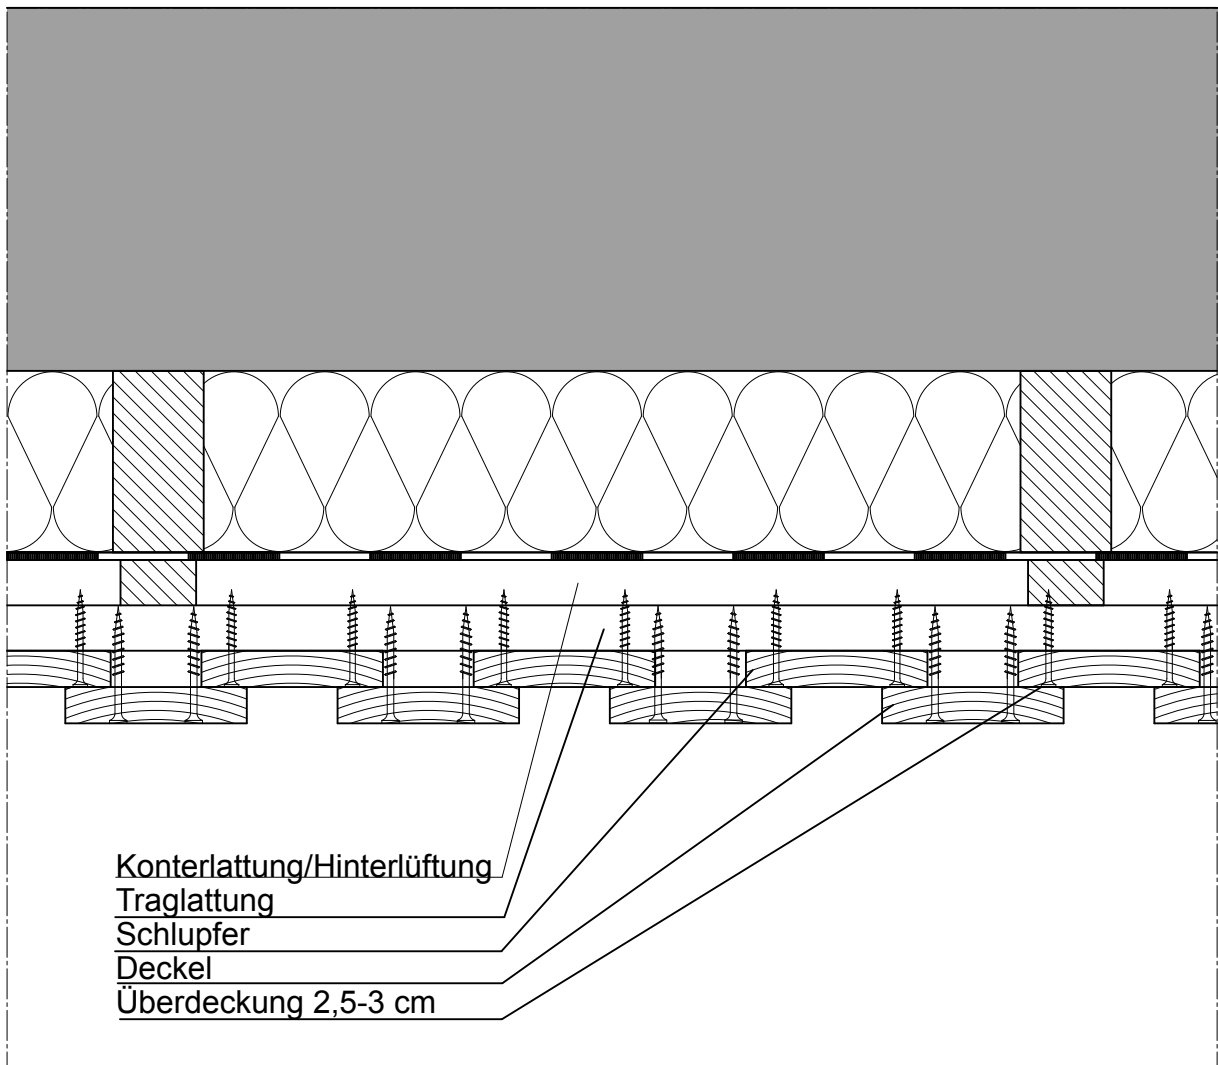 Konterlattung/Hinterlüftung
Traglattung
Schlupfer
Deckel
Überdeckung 2,5-3 cm